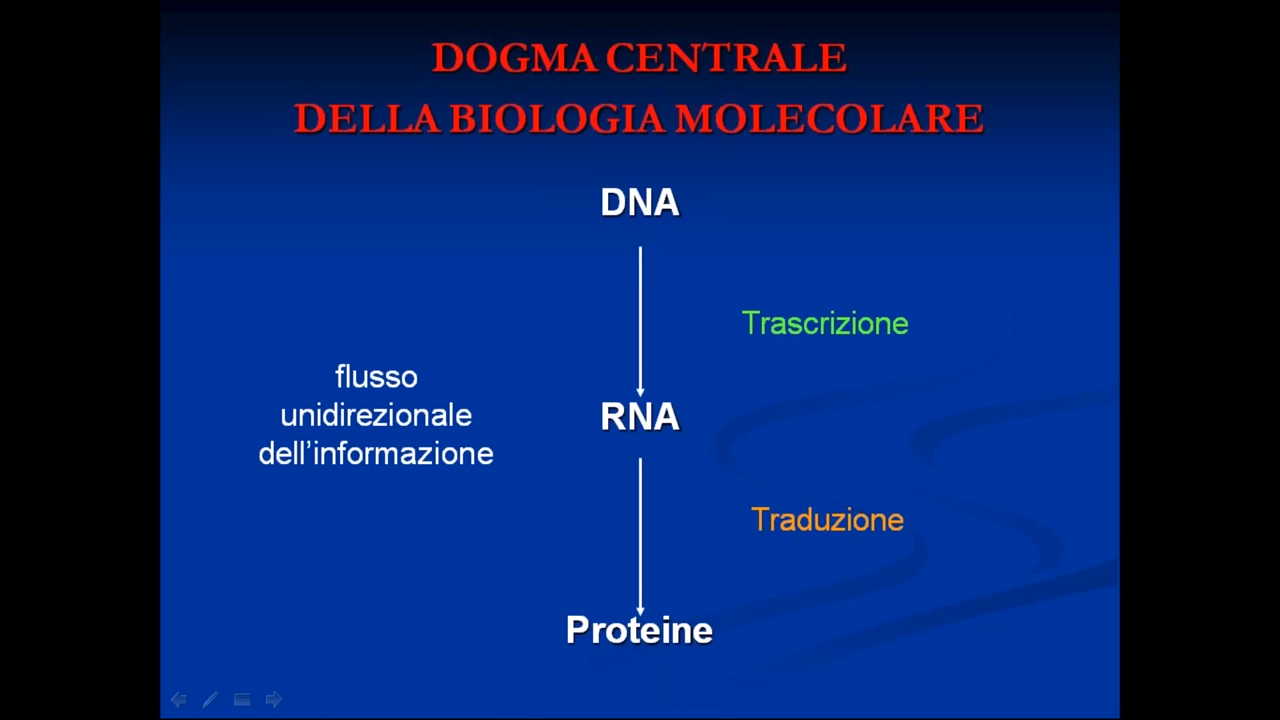 DOGMA CENTRALE
DELLA BIOLOGIA MOLECOLARE
DNA
Trascrizione
flusso
unidirezionale
dell'informazione
RNA
Traduzione
Proteine